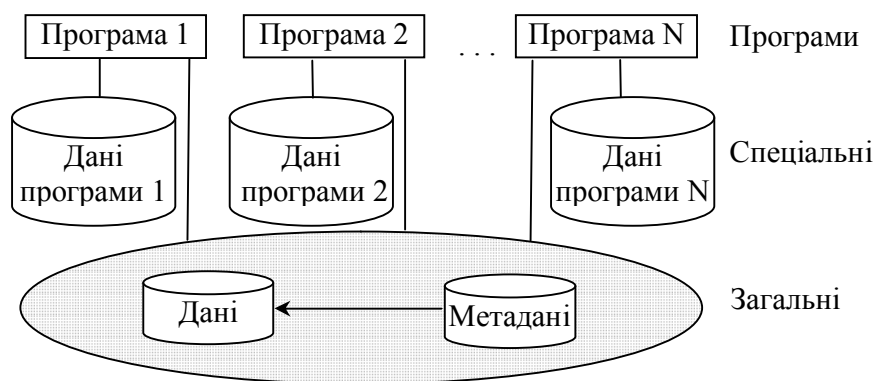 Програма 1
Програма 2
. . .
Програма N
Програми
Дані
програми 1
Дані
програми 2
Дані
програми N
Спеціальні
Дані
Метадані
Загальні